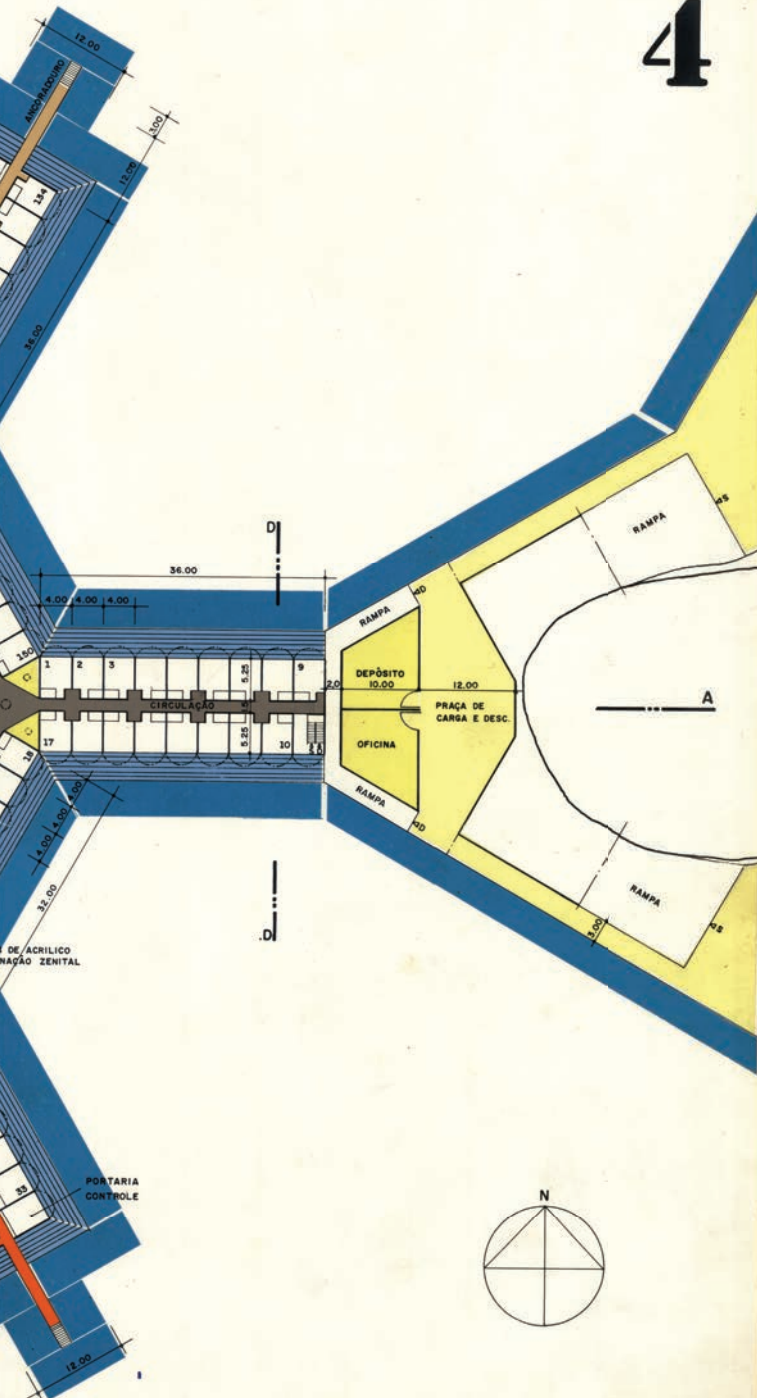 4
12.00
ANCORADOURO
3.00
12.00
134
36.00
D
36.00
4.00 4.00 4.00
RAMPA
D
RAMPA
S
150
1 2 3 9
5.25
DEPÒSITO
2.0 10.00 12.00
CIRCULAÇÃO
1.5
PRAÇA DE
CARGA E DESC.
A
17
10
5.25
OFICINA
S
18
RAMPA
D
4.00
4.00
4.00
32.00
.D
RAMPA
S
3.00
DE ACRILICO
NAÇÃO ZENITAL
33
PORTARIA
CONTROLE
N
12.00